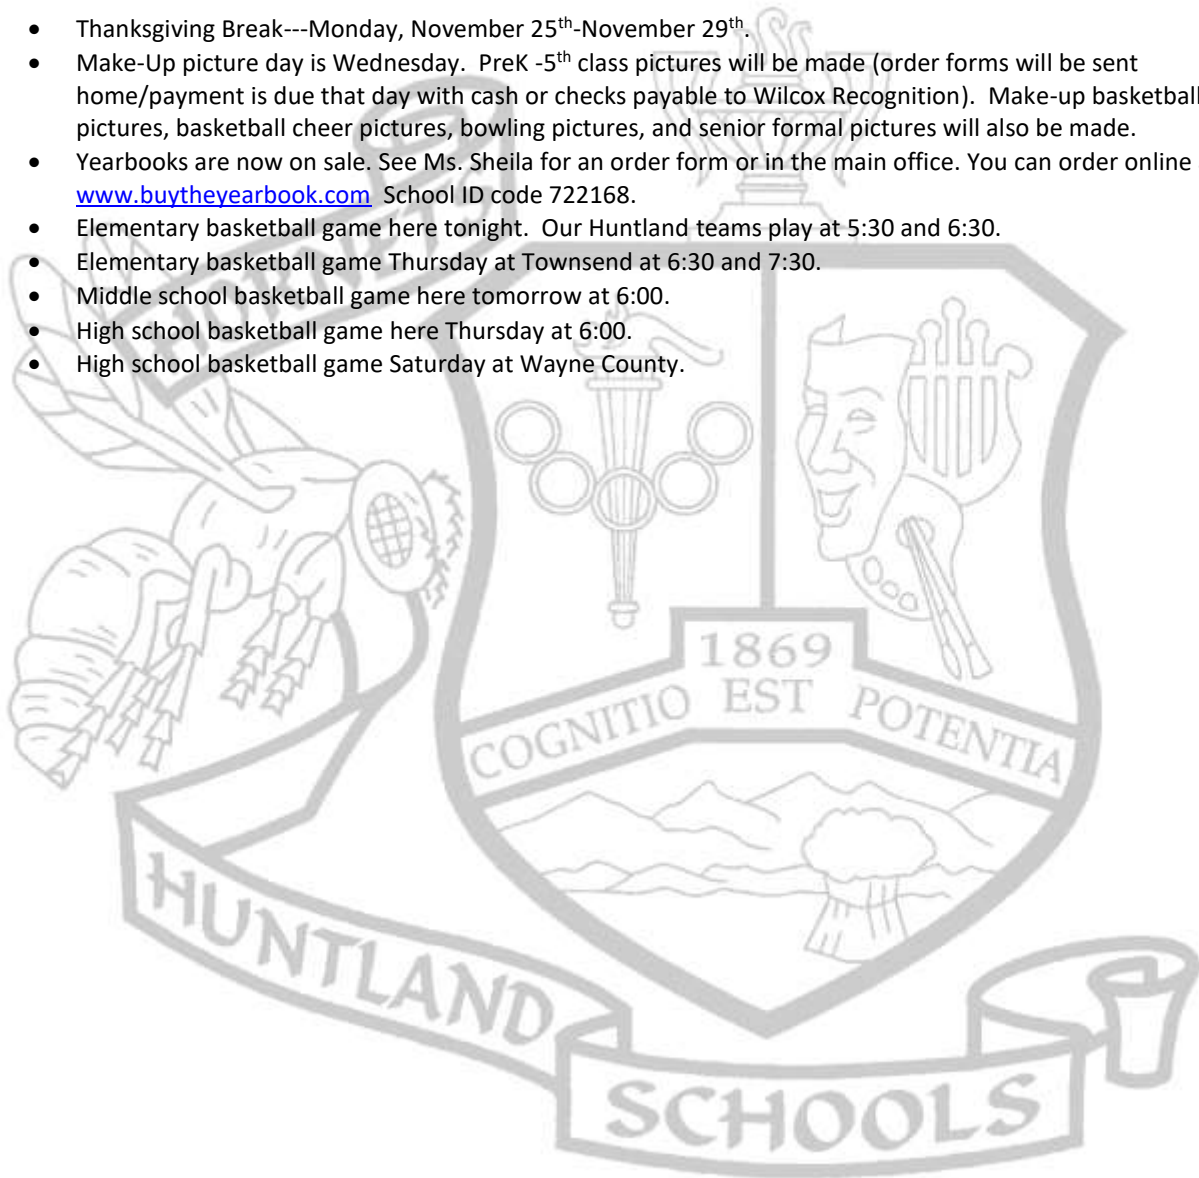 • Thanksgiving Break---Monday, November 25th-November 29th.
• Make-Up picture day is Wednesday.  PreK -5th class pictures will be made (order forms will be sent
home/payment is due that day with cash or checks payable to Wilcox Recognition).  Make-up basketball
pictures, basketball cheer pictures, bowling pictures, and senior formal pictures will also be made.
• Yearbooks are now on sale. See Ms. Sheila for an order form or in the main office. You can order online
www.buytheyearbook.com  School ID code 722168.
• Elementary basketball game here tonight.  Our Huntland teams play at 5:30 and 6:30.
• Elementary basketball game Thursday at Townsend at 6:30 and 7:30.
• Middle school basketball game here tomorrow at 6:00.
• High school basketball game here Thursday at 6:00.
• High school basketball game Saturday at Wayne County.
HORNETS
1869
COGNITIO EST POTENTIA
HUNTLAND
SCHOOLS